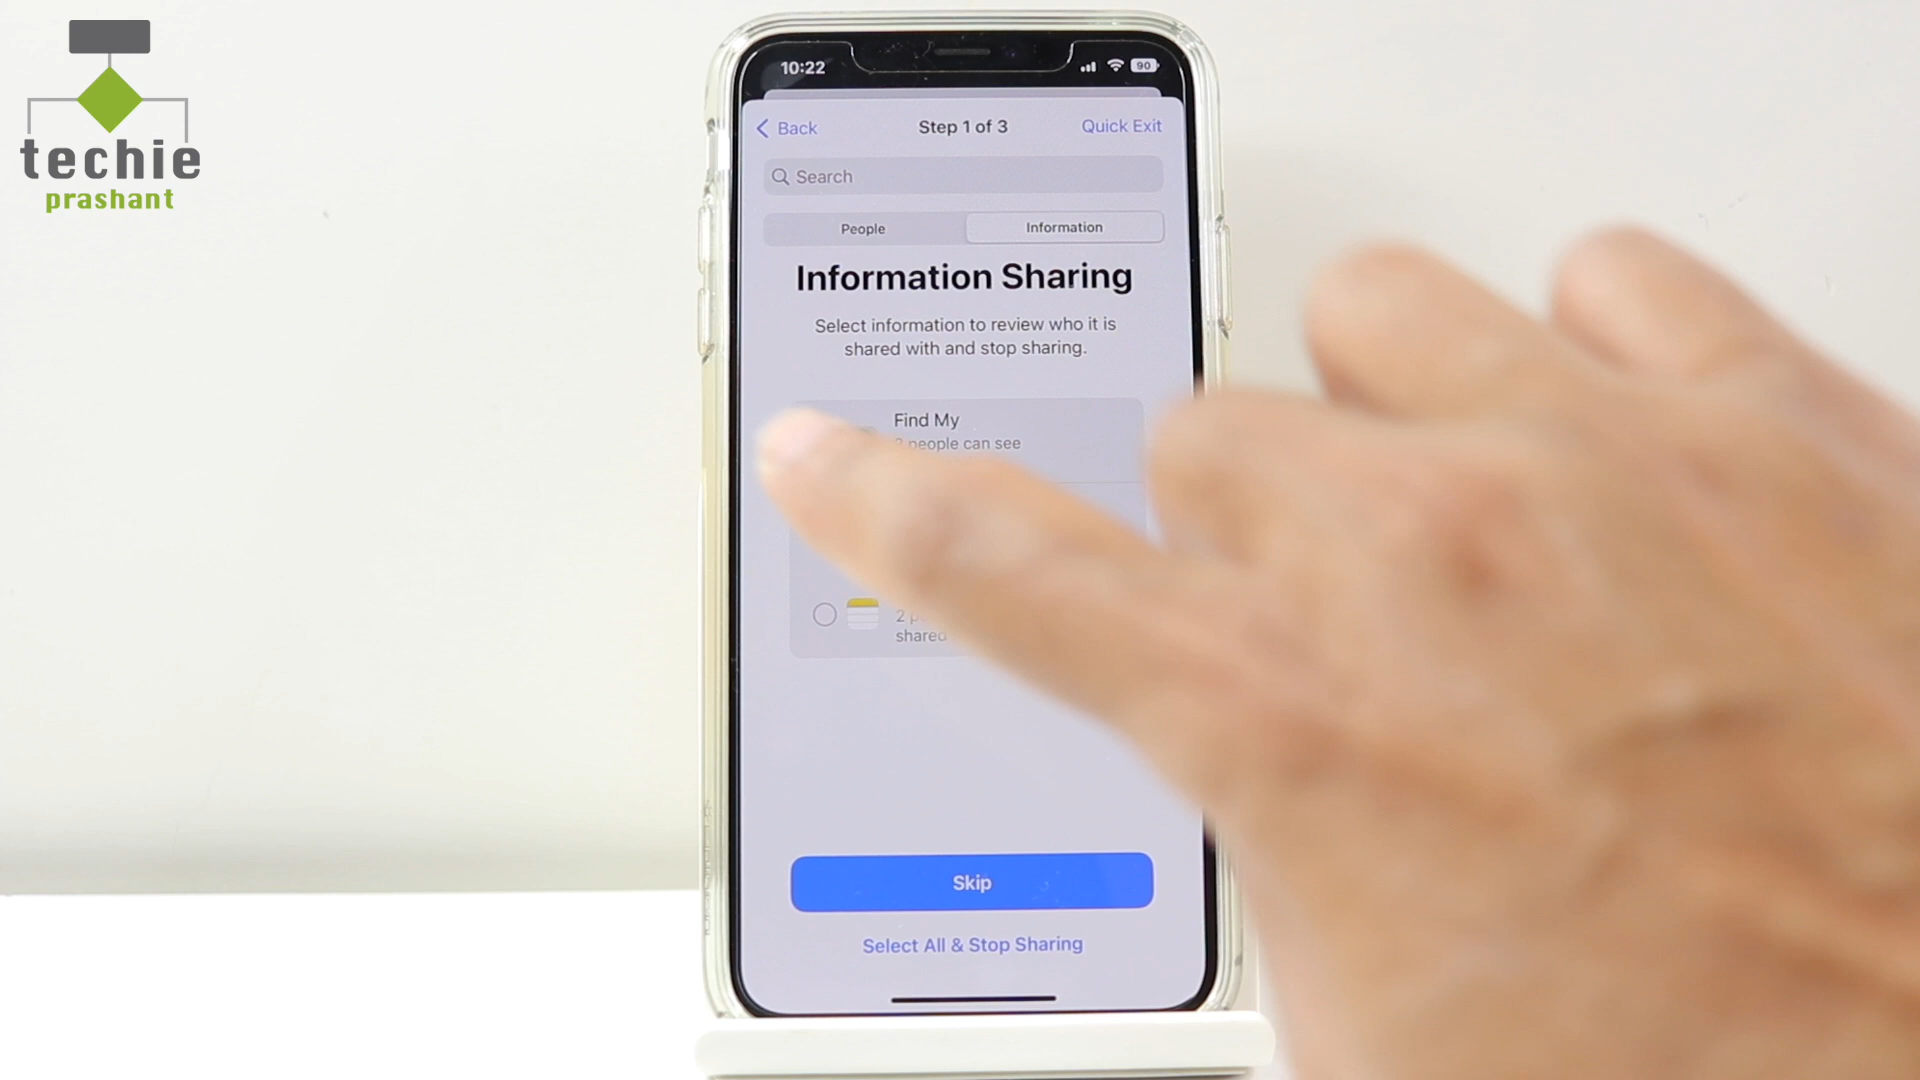 techie
prashant
10:22
90
Back
Step 1 of 3
Quick Exit
Search
People
Information
Information Sharing
Select information to review who it is
shared with and stop sharing.
Find My
people can see
2
shared
Skip
Select All & Stop Sharing